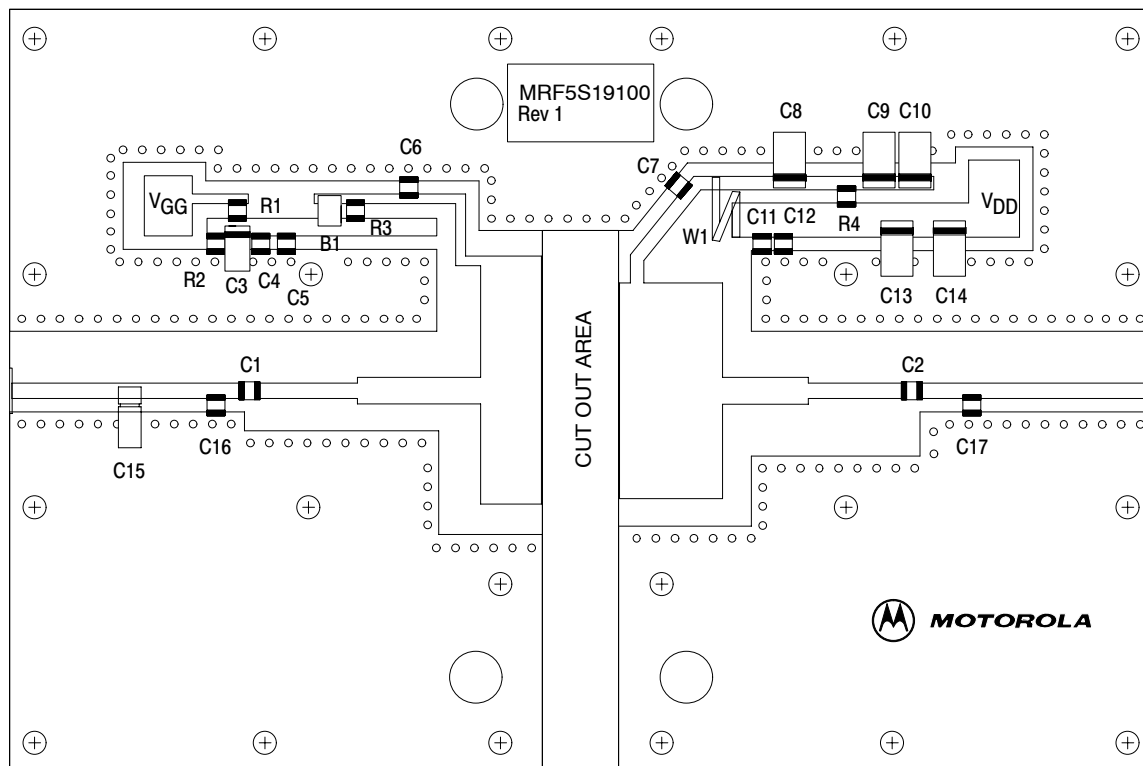 MRF5S19100
Rev 1
C8
C9
C10
C6
C7
VGG
R1
B1
R3
R2
C3
C4
C5
W1
C11
C12
R4
VDD
C13
C14
C1
C2
C15
C16
C17
CUT OUT AREA
MOTOROLA